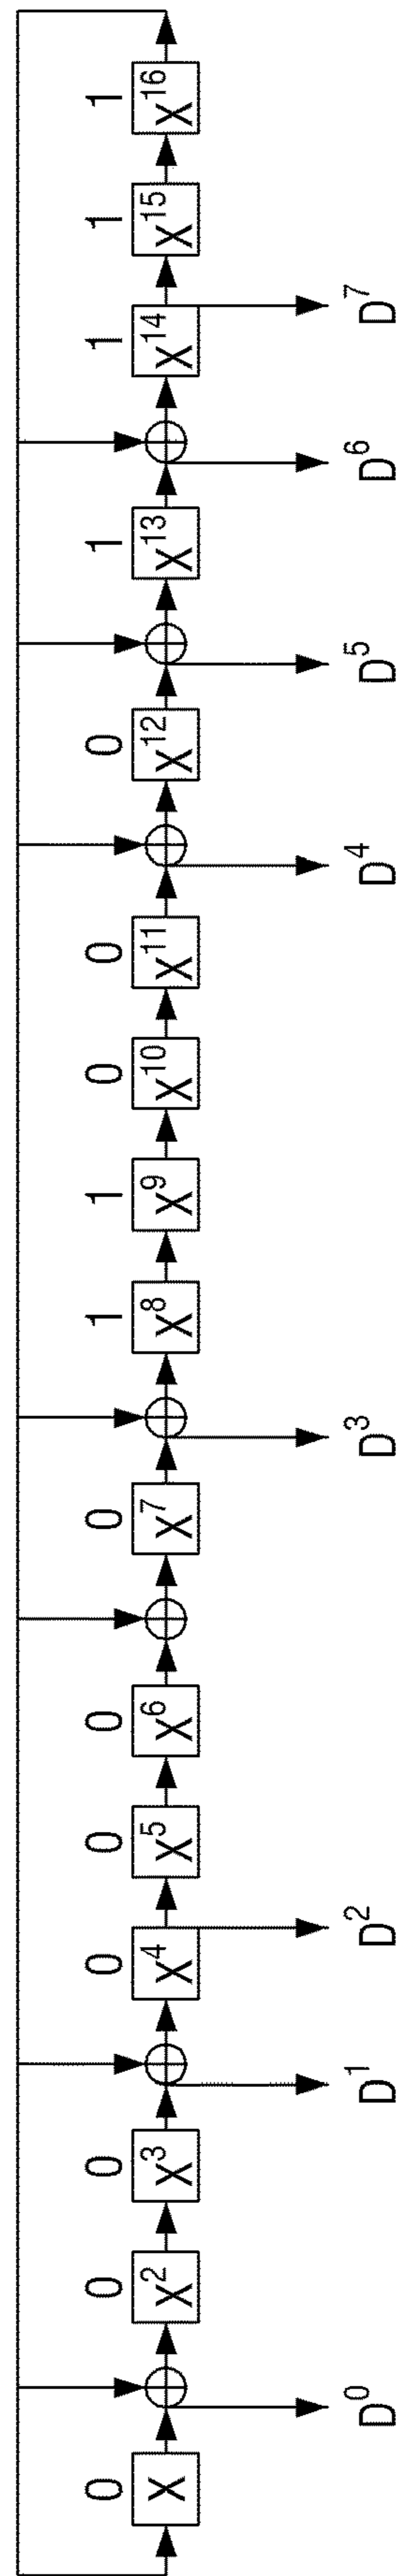 0 0 0 0 0 0 0 1 1 0 0 0 1 1 1 1
X X² X³ X⁴ X⁵ X⁶ X⁷ X⁸ X⁹ X¹⁰ X¹¹ X¹² X¹³ X¹⁴ X¹⁵ X¹⁶
D⁰ D¹ D² D³ D⁴ D⁵ D⁶ D⁷